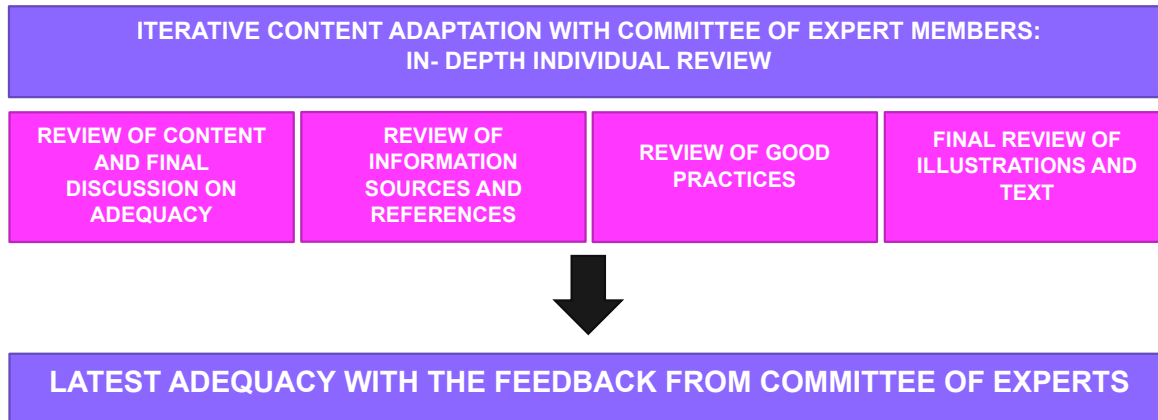 ITERATIVE CONTENT ADAPTATION WITH COMMITTEE OF EXPERT MEMBERS:
IN- DEPTH INDIVIDUAL REVIEW
REVIEW OF CONTENT
AND FINAL
DISCUSSION ON
ADEQUACY
REVIEW OF
INFORMATION
SOURCES AND
REFERENCES
REVIEW OF GOOD
PRACTICES
FINAL REVIEW OF
ILLUSTRATIONS AND
TEXT
LATEST ADEQUACY WITH THE FEEDBACK FROM COMMITTEE OF EXPERTS